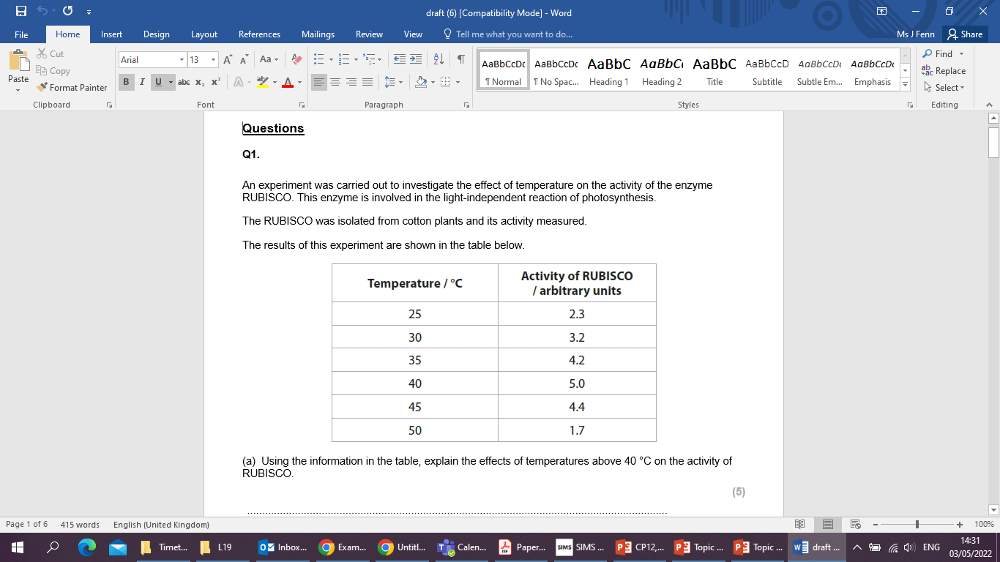 draft (6) [Compatibility Mode] - Word
File Home Insert Design Layout References Mailings Review View Tell me what you want to do... Ms J Fenn Share
Paste
Cut
Copy
Format Painter
Clipboard
Arial 13
Aa
B I U abc x₂ x²
Font
Paragraph
AaBbCcDc AaBbCcDc AaBbC AaBbCc AaBbC AaBbCcD AaBbCcDc AaBbCcDc
¶ Normal ¶ No Spac... Heading 1 Heading 2 Title Subtitle Subtle Em... Emphasis
Styles
Find
Replace
Select
Editing
Questions
Q1.
An experiment was carried out to investigate the effect of temperature on the activity of the enzyme
RUBISCO. This enzyme is involved in the light-independent reaction of photosynthesis.
The RUBISCO was isolated from cotton plants and its activity measured.
The results of this experiment are shown in the table below.
Temperature / °C Activity of RUBISCO
/ arbitrary units
25 2.3
30 3.2
35 4.2
40 5.0
45 4.4
50 1.7
(a) Using the information in the table, explain the effects of temperatures above 40 °C on the activity of
RUBISCO.
(5)
Page 1 of 6 415 words English (United Kingdom) 100%
Timet... L19 Inbox... Exam... Untitl... Calen... Paper... SIMS SIMS ... CP12,... Topic ... Topic ... draft ... ENG
14:31
03/05/2022